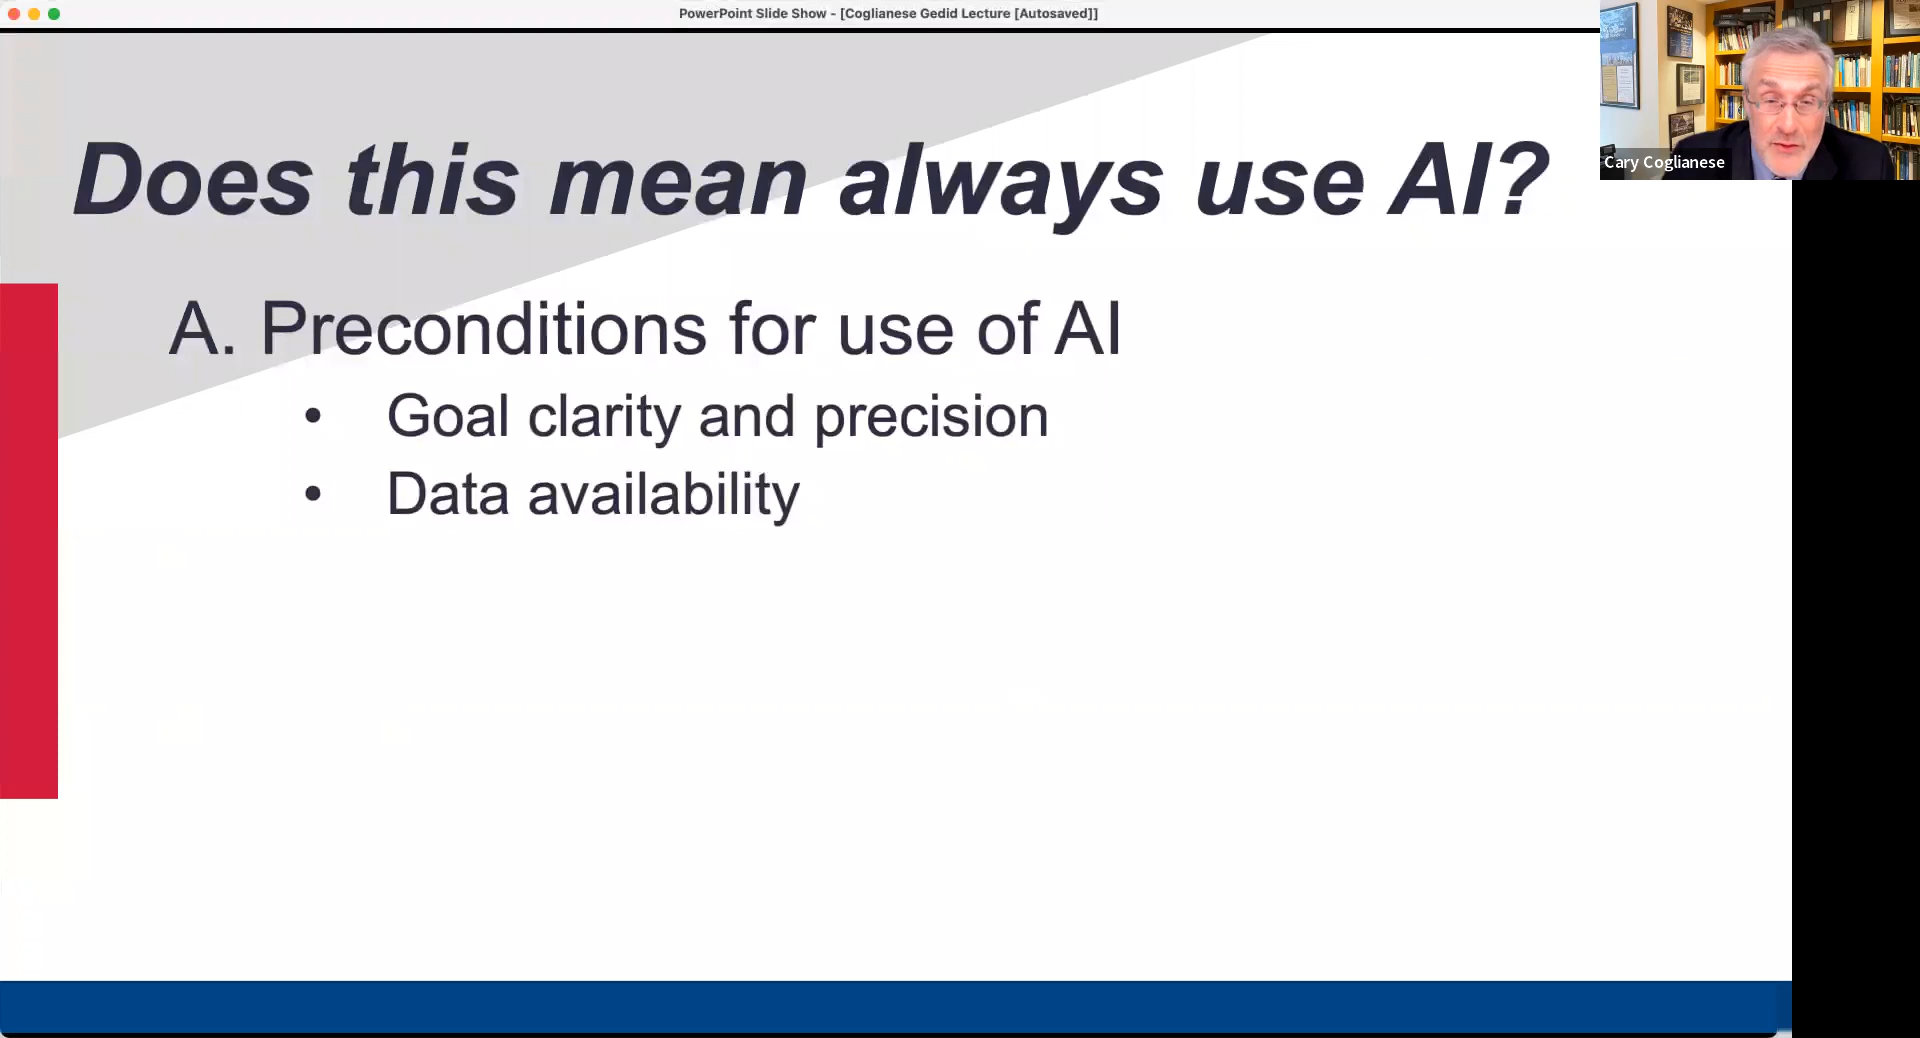 PowerPoint Slide Show - [Coglianese Gedid Lecture [Autosaved]]
Does this mean always use AI?
A. Preconditions for use of AI
• Goal clarity and precision
• Data availability
Cary Coglianese